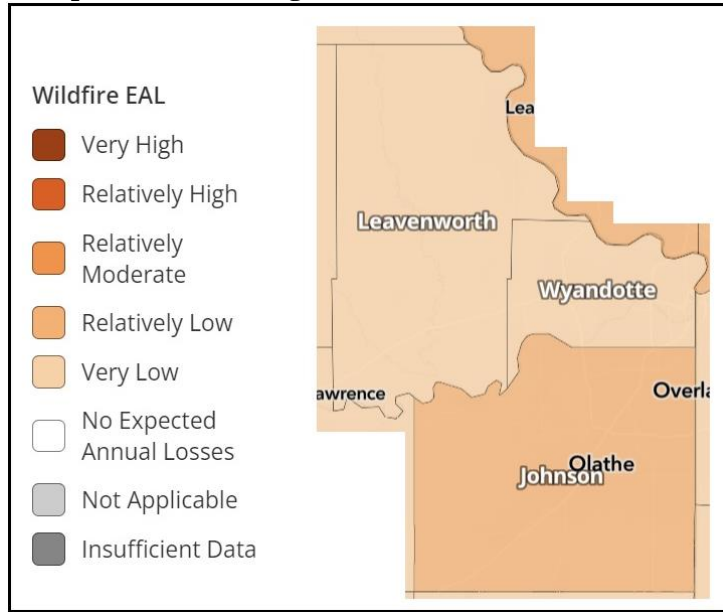 Wildfire EAL
Very High
Relatively High
Relatively
Moderate
Relatively Low
Very Low
No Expected
Annual Losses
Not Applicable
Insufficient Data
Lea
Leavenworth
Wyandotte
awrence
Overla
Olathe
Johnson